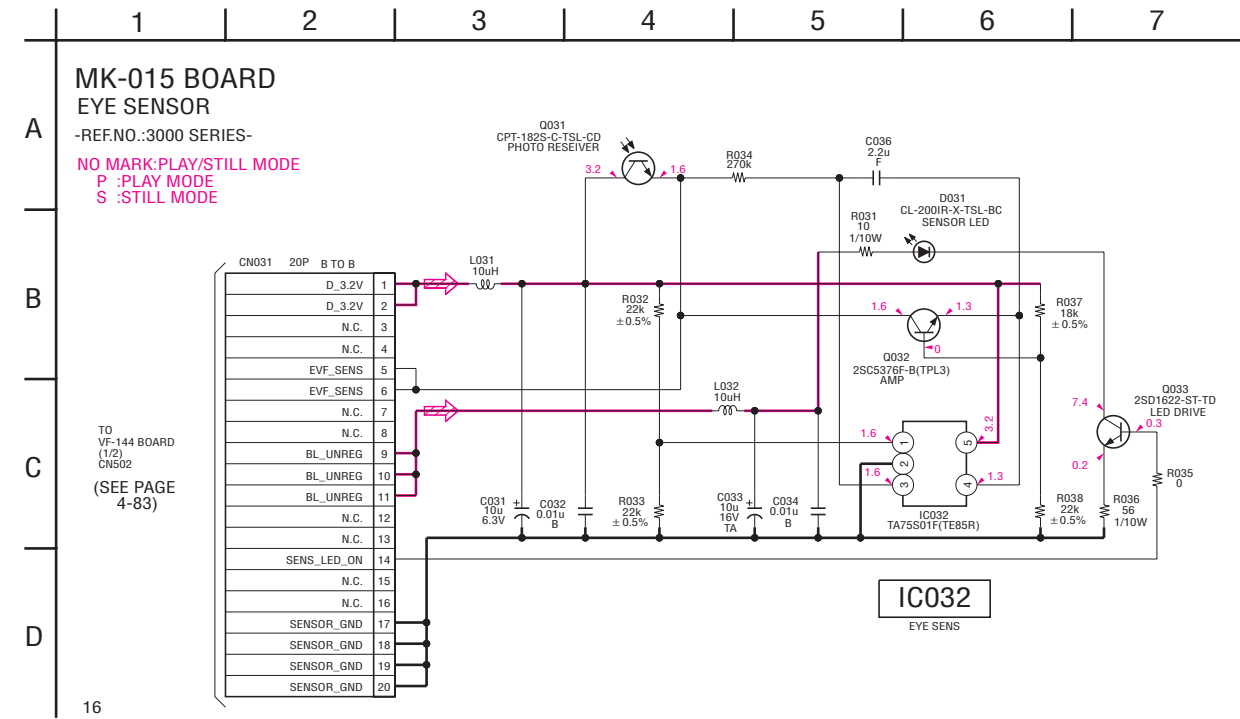 1 2 3 4 5 6 7
A
B
C
D
MK-015 BOARD
EYE SENSOR
-REF.NO.:3000 SERIES-
NO MARK:PLAY/STILL MODE
P :PLAY MODE
S :STILL MODE
Q031
CPT-182S-C-TSL-CD
PHOTO RESEIVER
3.2
1.6
R034
270k
C036
2.2u
F
D031
CL-200IR-X-TSL-BC
SENSOR LED
R031
10
1/10W
CN031 20P B TO B
D_3.2V 1
D_3.2V 2
N.C. 3
N.C. 4
EVF_SENS 5
EVF_SENS 6
N.C. 7
N.C. 8
BL_UNREG 9
BL_UNREG 10
BL_UNREG 11
N.C. 12
N.C. 13
SENS_LED_ON 14
N.C. 15
N.C. 16
SENSOR_GND 17
SENSOR_GND 18
SENSOR_GND 19
SENSOR_GND 20
TO
VF-144 BOARD
(1/2)
CN502
(SEE PAGE
4-83)
L031
10uH
R032
22k
±0.5%
1.6
1.3
0
Q032
2SC5376F-B(TPL3)
AMP
R037
18k
±0.5%
L032
10uH
Q033
2SD1622-ST-TD
LED DRIVE
7.4
0.3
0.2
R035
0
1.6
3.2
1
5
2
1.6
3
4
1.3
IC032
TA75S01F(TE85R)
C031
10u
6.3V
+
C032
0.01u
B
R033
22k
±0.5%
C033
10u
16V
TA
+
C034
0.01u
B
R038
22k
±0.5%
R036
56
1/10W
IC032
EYE SENS
16